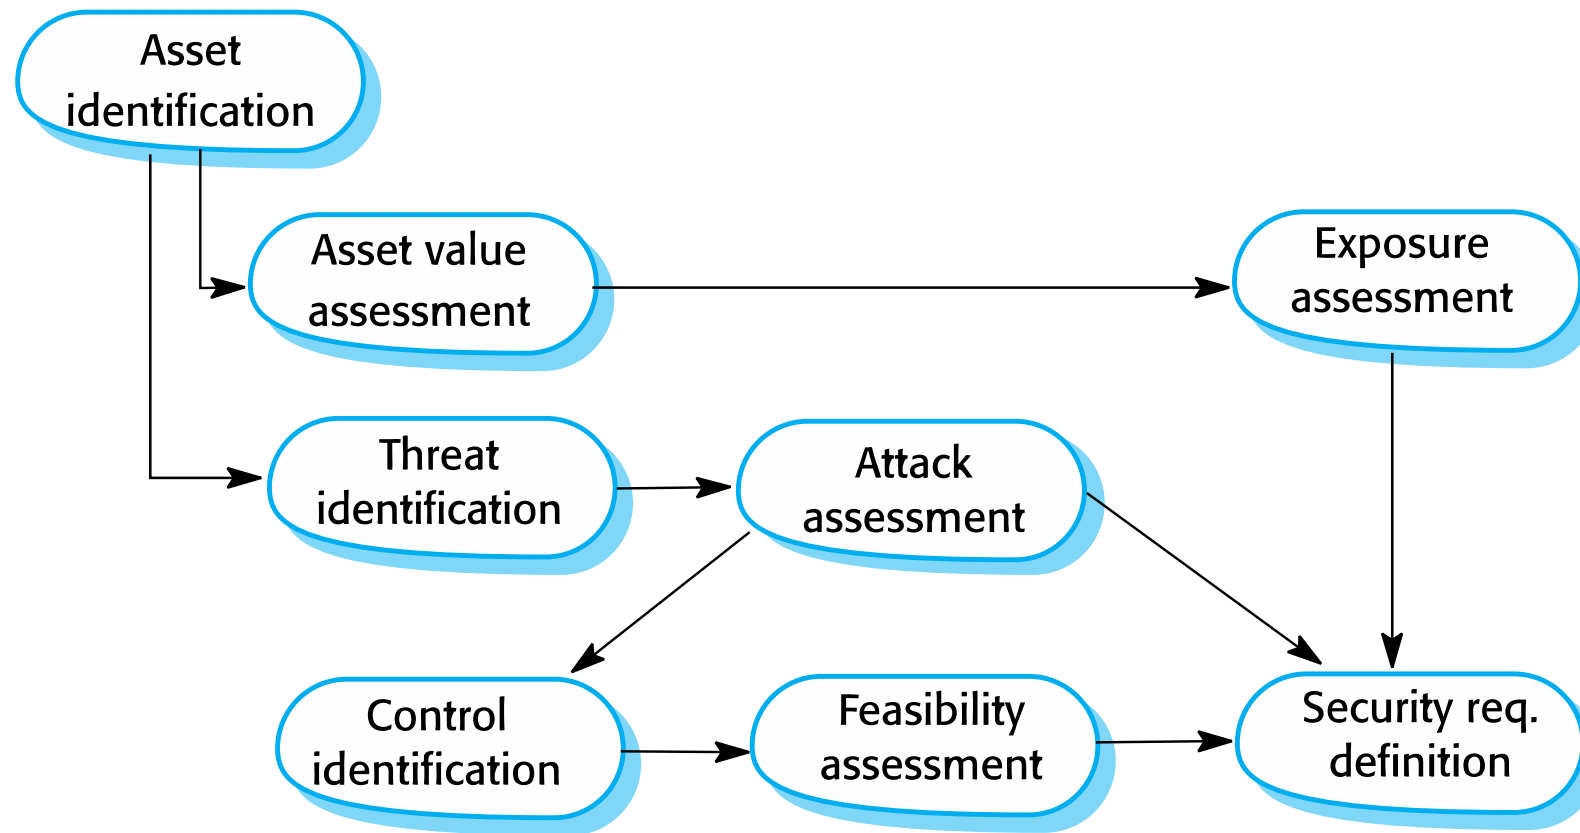 Asset
identification
Asset value
assessment
Exposure
assessment
Threat
identification
Attack
assessment
Control
identification
Feasibility
assessment
Security req.
definition